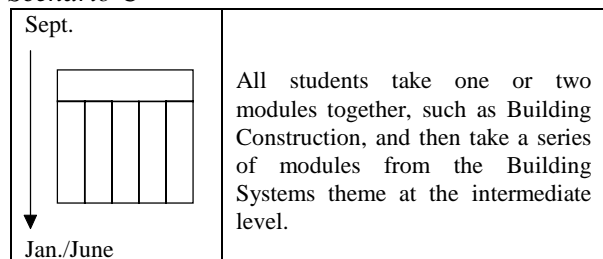 Sept.
All students take one or two
modules together, such as Building
Construction, and then take a series
of modules from the Building
Systems theme at the intermediate
level.
Jan./June